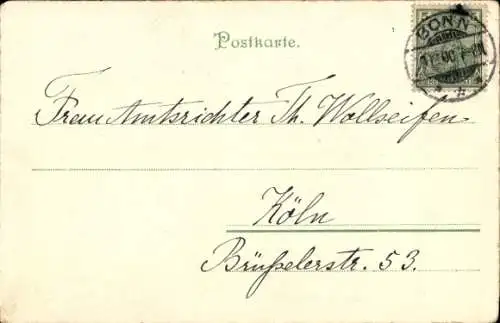 Postkarte.
BONN
Frau Amtsrichter Th. Wollseifen
Köln
Brüsselerstr. 53.